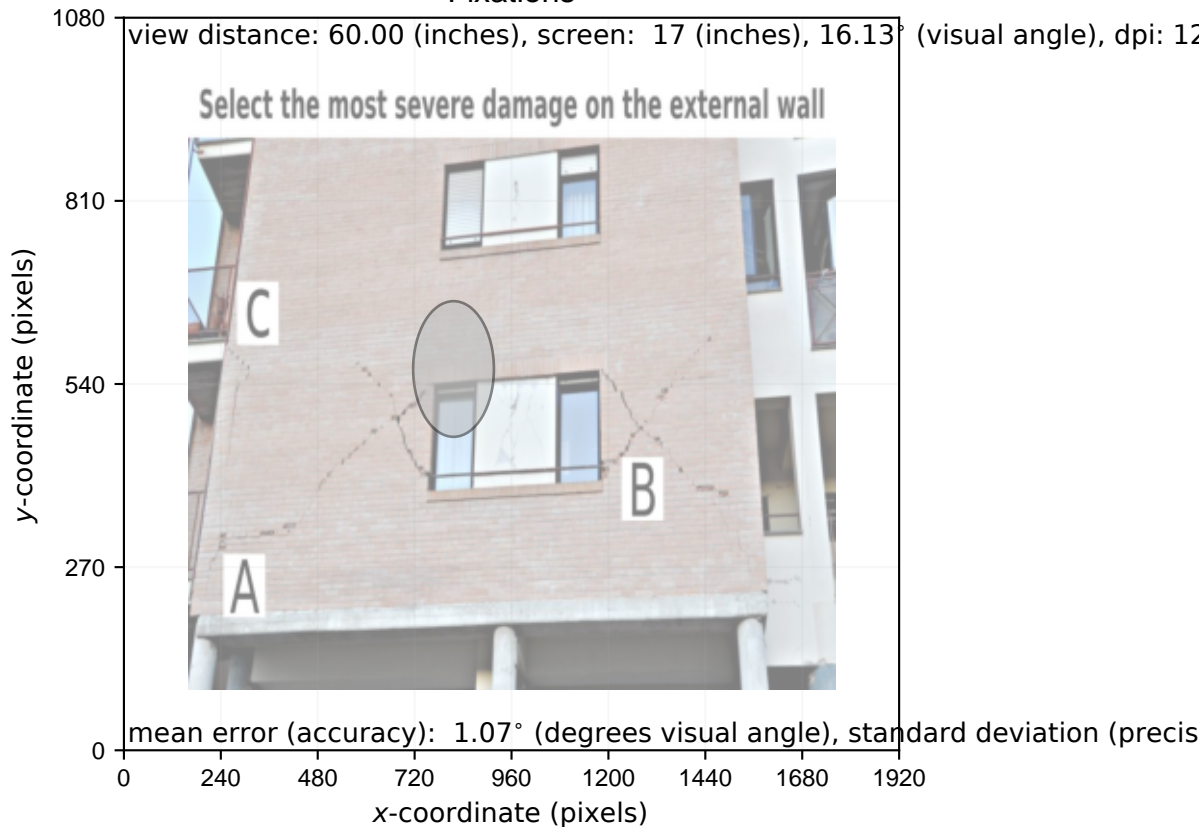 Fixations
1080
view distance: 60.00 (inches), screen:  17 (inches), 16.13° (visual angle), dpi: 12
Select the most severe damage on the external wall
810
C
540
B
270
A
mean error (accuracy):  1.07° (degrees visual angle), standard deviation (precis
0
0 240 480 720 960 1200 1440 1680 1920
x-coordinate (pixels)
y-coordinate (pixels)